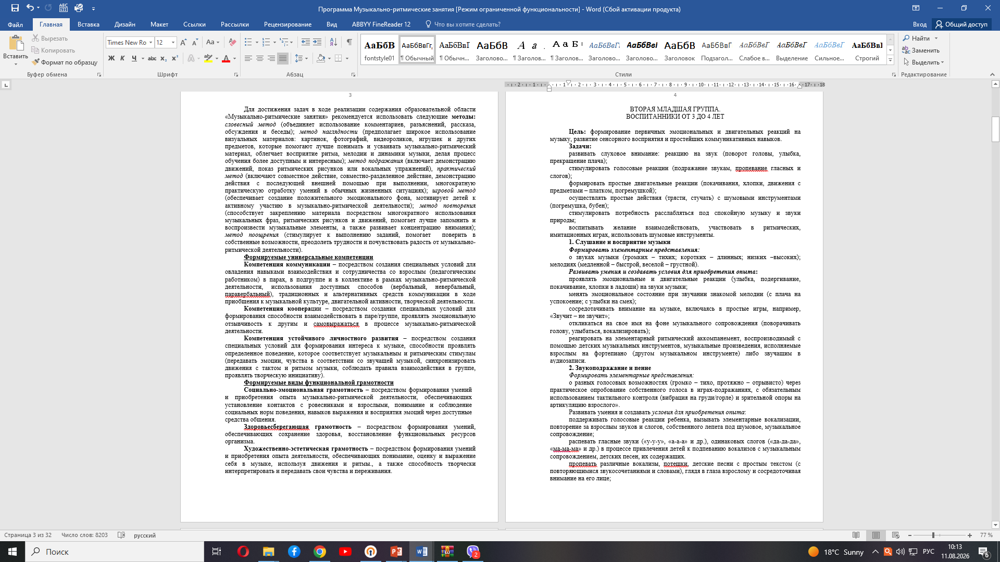 Программа Музыкально-ритмические занятия [Режим ограниченной функциональности] - Word (Сбой активации продукта)
Файл Главная Вставка Дизайн Макет Ссылки Рассылки Рецензирование Вид ABBYY FineReader 12 Что вы хотите сделать? Вход Общий доступ
Вставить
Вырезать
Копировать
Формат по образцу
Буфер обмена
Times New Ro 12
Ж К Ч abc x₂ x²
Шрифт
Абзац
АаБбВ АаБбВвГг, АаБбВвГ АаБбВ А а . А а Б АаБбВвГг. АаБбВвІ АаБбВ АаБбВвГ АаБбВвГ АаБбВвГ АаБбВвГ АаБбВвІ
fontstyle01 ¶ Обычный ¶ Обычн... Заголово... ¶ Заголов... ¶ Заголов... Заголово... Заголово... Заголовок Подзагол... Слабое в... Выделение Сильное... Строгий
Стили
Найти
Заменить
Выделить
Редактирование
2 1 1 2 3 4 5 6 7 8 9 10 11 12 13 14 15 16 17 18
3
Для достижения задач в ходе реализации содержания образовательной области
«Музыкально-ритмические занятия» рекомендуется использовать следующие методы:
словесный метод (объединяет использование комментариев, разъяснений, рассказа,
обсуждения и беседы); метод наглядности (предполагает широкое использование
визуальных материалов: картинок, фотографий, видеороликов, игрушек и других
предметов, которые помогают лучше понимать и усваивать музыкально-ритмический
материал, облегчает восприятие ритма, мелодии и динамики музыки, делая процесс
обучения более доступным и интересным); метод подражания (включает демонстрацию
движений, показ ритмических рисунков или вокальных упражнений), практический
метод (включают совместное действие, совместно-разделенное действие, демонстрацию
действия с последующей внешней помощью при выполнении, многократную
практическую отработку умений в обычных жизненных ситуациях); игровой метод
(обеспечивает создание положительного эмоционального фона, мотивирует детей к
активному участию в музыкально-ритмической деятельности); метод повторения
(способствует закреплению материала посредством многократного использования
музыкальных фраз, ритмических рисунков и движений, помогает лучше запомнить и
воспроизвести музыкальные элементы, а также развивает концентрацию внимания);
метод поощрения (стимулирует к выполнению заданий, помогает поверить в
собственные возможности, преодолеть трудности и почувствовать радость от музыкально-
ритмической деятельности).
Формируемые универсальные компетенции
Компетенция коммуникации – посредством создания специальных условий для
овладения навыками взаимодействия и сотрудничества со взрослым (педагогическим
работником) в парах, в подгруппе и в коллективе в рамках музыкально-ритмической
деятельности, использования доступных способов (вербальный, невербальный,
паравербальный), традиционных и альтернативных средств коммуникации в ходе
приобщения к музыкальной культуре, двигательной активности, творческой деятельности.
Компетенция кооперации – посредством создания специальных условий для
формирования способности взаимодействовать в паре/группе, проявлять эмоциональную
отзывчивость к другим и самовыражаться в процессе музыкально-ритмической
деятельности.
Компетенция устойчивого личностного развития – посредством создания
специальных условий для формирования интереса к музыке, способности проявлять
определенное поведение, которое соответствует музыкальным и ритмическим стимулам
(передавать эмоции, чувства в соответствии со звучащей музыкой, синхронизировать
движения с тактом и ритмом музыки, соблюдать правила взаимодействия в группе,
проявлять творческую инициативу).
Формируемые виды функциональной грамотности
Социально-эмоциональная грамотность – посредством формирования умений
и приобретения опыта музыкально-ритмической деятельности, обеспечивающих
установление контактов с ровесниками и взрослыми, понимание и соблюдение
социальных норм поведения, навыков выражения и восприятия эмоций через доступные
средства общения.
Здоровьесберегающая грамотность – посредством формирования умений,
обеспечивающих сохранение здоровья, восстановление функциональных ресурсов
организма.
Художественно-эстетическая грамотность – посредством формирования умений
и приобретения опыта деятельности, обеспечивающих понимание, оценку и выражение
себя в музыке, используя движения и ритмы., а также способность творчески
интерпретировать и передавать свои чувства и переживания.
4
ВТОРАЯ МЛАДШАЯ ГРУППА.
ВОСПИТАННИКИ ОТ 3 ДО 4 ЛЕТ
Цель: формирование первичных эмоциональных и двигательных реакций на
музыку, развитие сенсорного восприятия и простейших коммуникативных навыков.
Задачи:
развивать слуховое внимание: реакцию на звук (поворот головы, улыбка,
прекращение плача);
стимулировать голосовые реакции (подражание звукам, пропевание гласных и
слогов);
формировать простые двигательные реакции (покачивания, хлопки, движения с
предметами – платком, погремушкой);
осуществлять простые действия (трясти, стучать) с шумовыми инструментами
(погремушка, бубен);
стимулировать потребность расслабляться под спокойную музыку и звуки
природы;
воспитывать желание взаимодействовать, участвовать в ритмических,
имитационных играх, использовать шумовые инструменты.
1. Слушание и восприятие музыки
Формировать элементарные представления:
о звуках музыки (громких – тихих; коротких – длинных; низких –высоких);
мелодиях (медленной – быстрой, веселой – грустной).
Развивать умения и создавать условия для приобретения опыта:
проявлять эмоциональные и двигательные реакции (улыбка, подергивание,
покачивание, хлопки в ладоши) на звуки музыки;
менять эмоциональное состояние при звучании знакомой мелодии (с плача на
успокоение; с улыбки на смех);
сосредотачивать внимание на музыке, включаясь в простые игры, например,
«Звучит – не звучит»;
откликаться на свое имя на фоне музыкального сопровождения (поворачивать
голову, улыбаться, вокализировать);
реагировать на элементарный ритмический аккомпанемент, воспроизводимый с
помощью детских музыкальных инструментов, музыкальные произведения, исполняемые
взрослым на фортепиано (другом музыкальном инструменте) либо звучащим в
аудиозаписи.
2. Звукоподражание и пение
Формировать элементарные представления:
о разных голосовых возможностях (громко – тихо, протяжно – отрывисто) через
практическое опробование собственного голоса в играх-подражаниях, с обязательным
использованием тактильного контроля (вибрация на груди/горле) и зрительной опоры на
артикуляцию взрослого».
Развивать умения и создавать условия для приобретения опыта:
поддерживать голосовые реакции ребенка, вызывать элементарные вокализации,
повторение за взрослым звуков и слогов, собственного лепета под шумовое, музыкальное
сопровождение;
распевать гласные звуки («у-у-у», «а-а-а» и др.), одинаковых слогов («да-да-да»,
«ма-ма-ма» и др.) в процессе привлечения детей к подпеванию вокализов с музыкальным
сопровождением, детских песен, их содержащих.
пропевать различные вокализы, потешки, детские песни с простым текстом (с
повторяющимися звукосочетаниями и словами), глядя в глаза взрослому и сосредоточивая
внимание на его лице;
Страница 3 из 32 Число слов: 8203 русский 77 %
Поиск
2
18°C Sunny РУС
10:13
11.08.2026
6